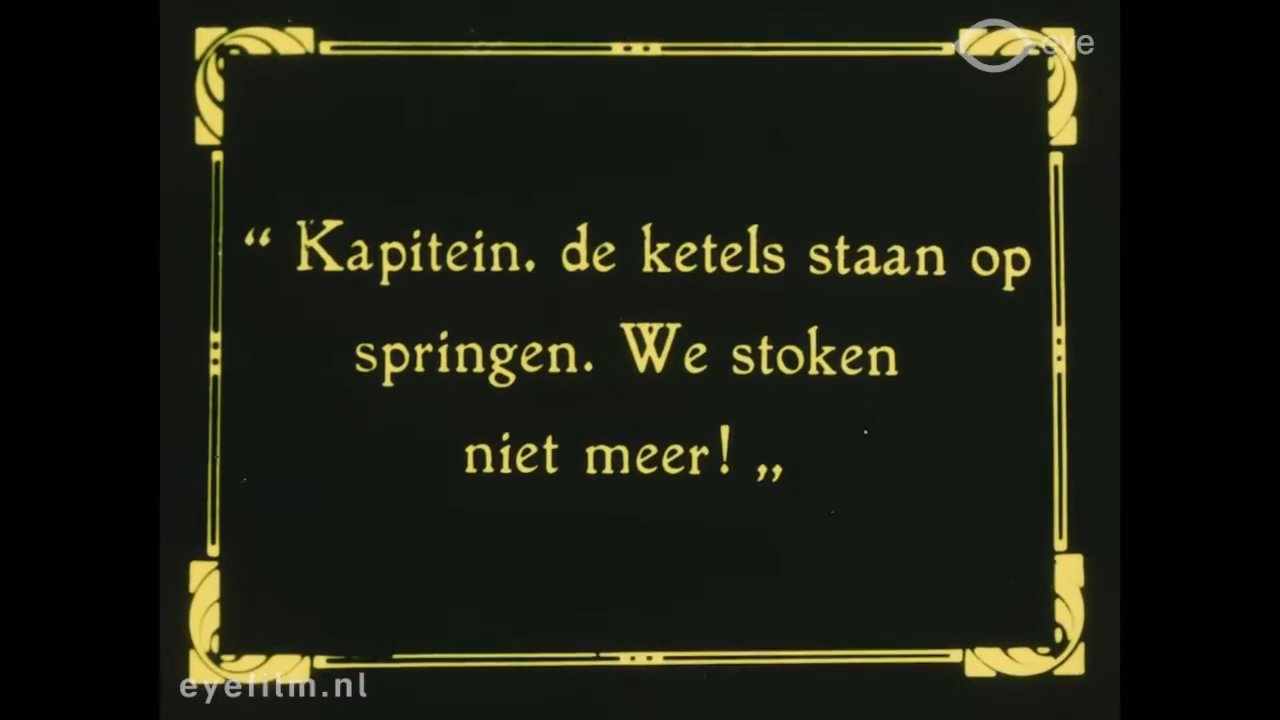 eye
“ Kapitein. de ketels staan op
springen. We stoken
niet meer! „
eyefilm.nl